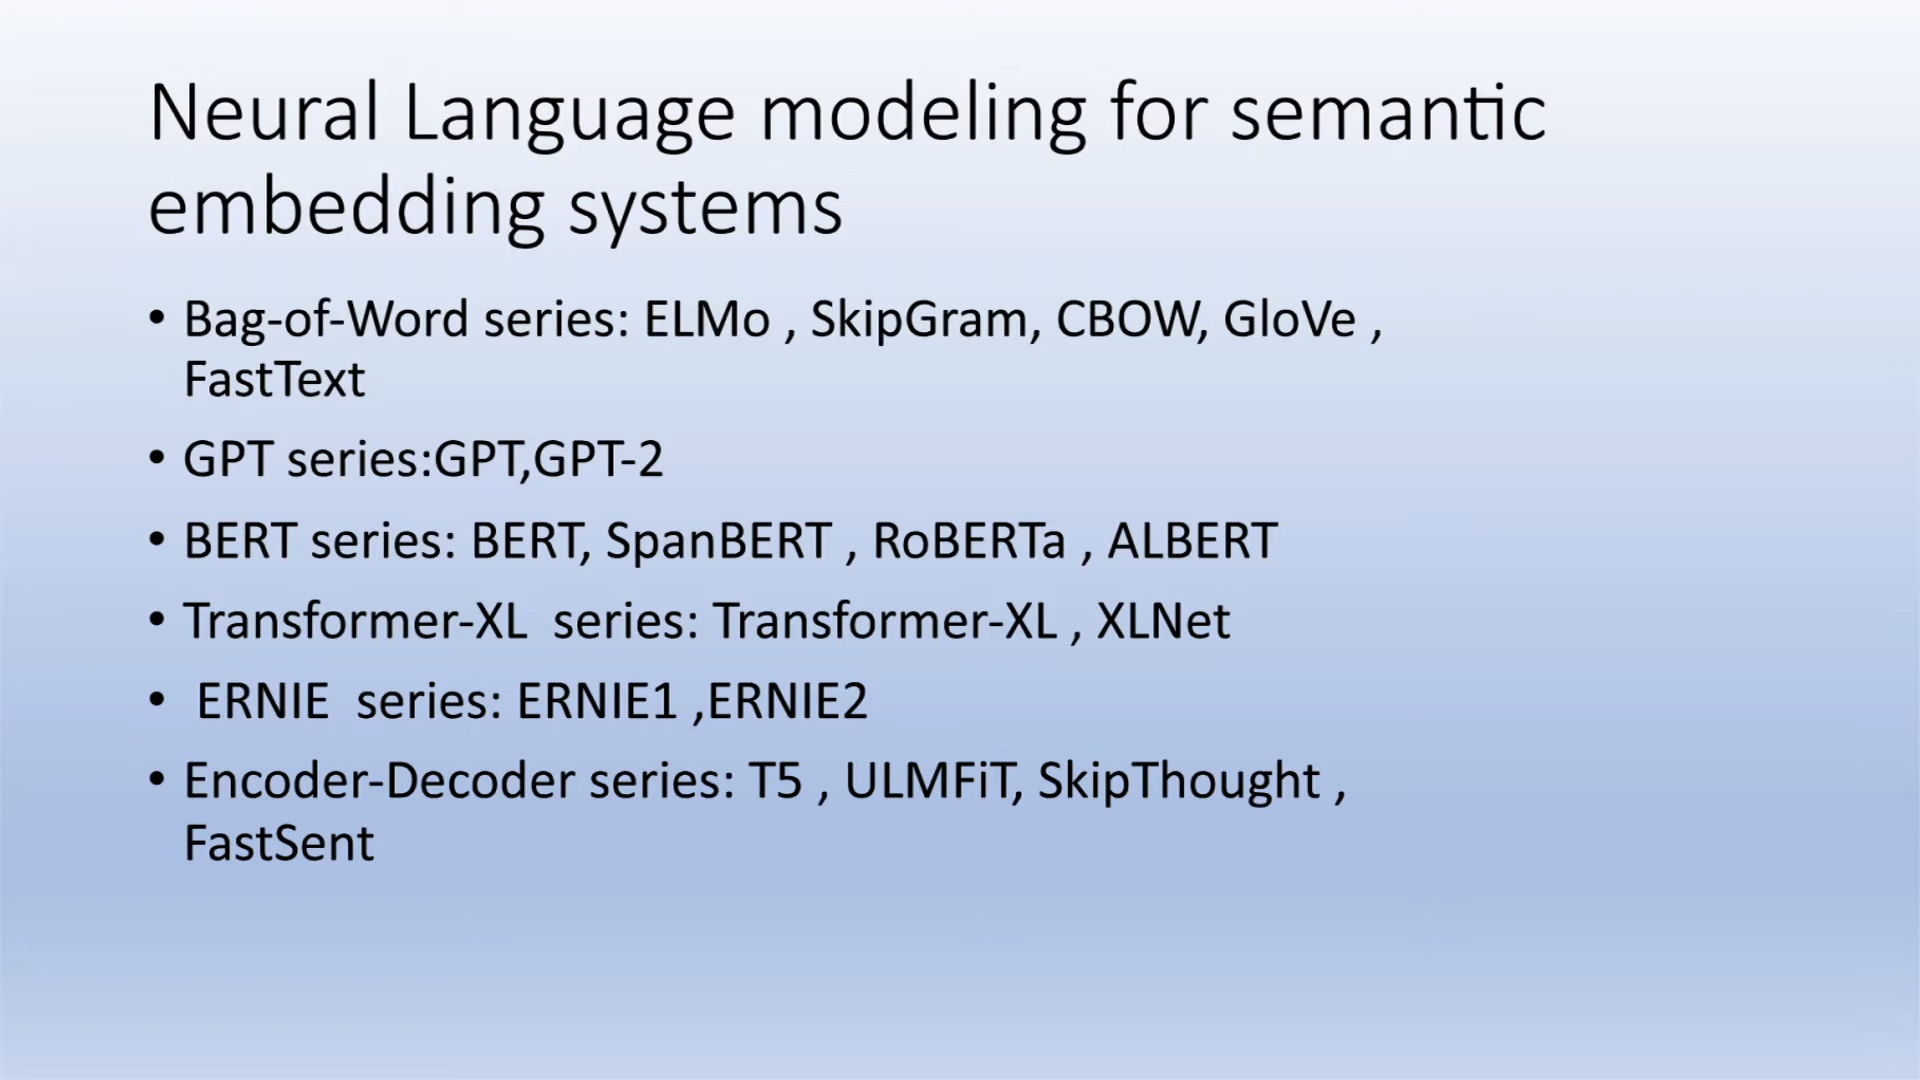 Neural Language modeling for semantic
embedding systems
• Bag-of-Word series: ELMo , SkipGram, CBOW, GloVe ,
FastText
• GPT series:GPT,GPT-2
• BERT series: BERT, SpanBERT , RoBERTa , ALBERT
• Transformer-XL  series: Transformer-XL , XLNet
•  ERNIE  series: ERNIE1 ,ERNIE2
• Encoder-Decoder series: T5 , ULMFiT, SkipThought ,
FastSent